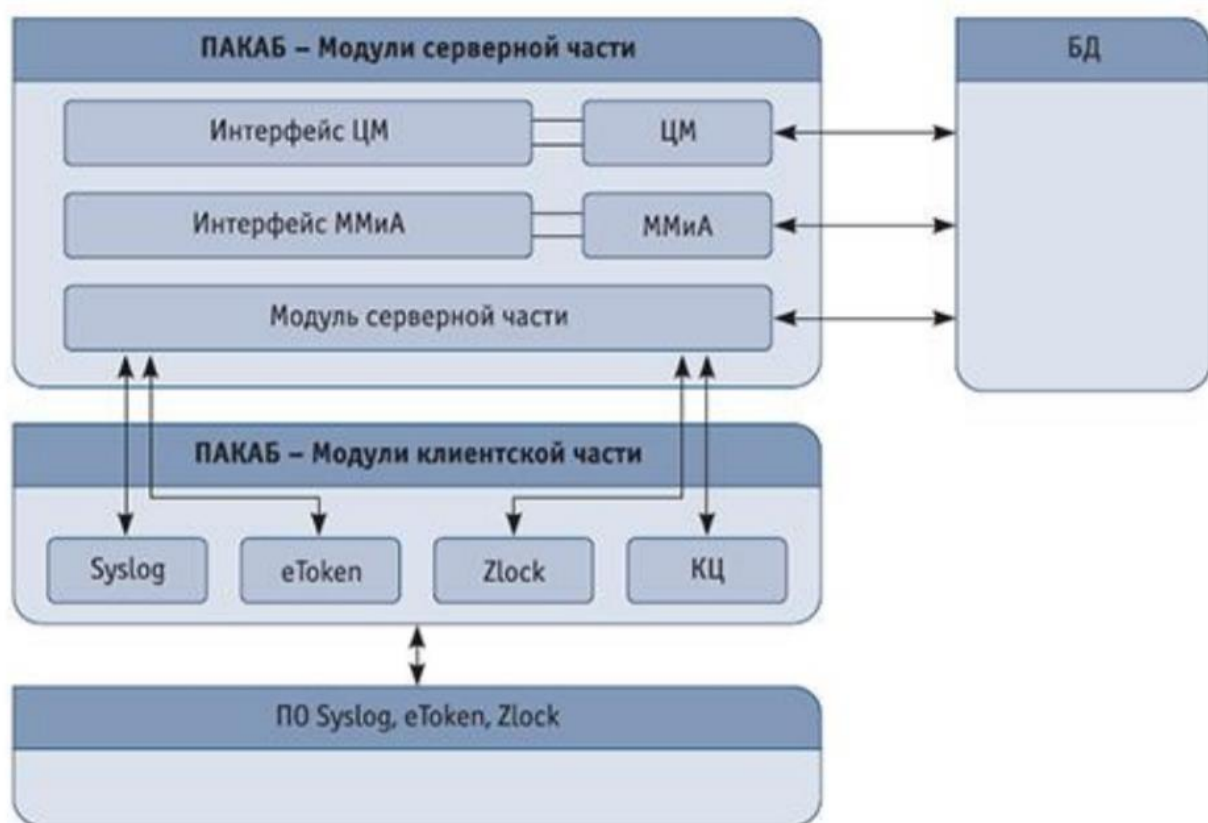 ПАКАБ – Модули серверной части
БД
Интерфейс ЦМ
ЦМ
Интерфейс ММиА
ММиА
Модуль серверной части
ПАКАБ – Модули клиентской части
Syslog
eToken
Zlock
КЦ
ПО Syslog, eToken, Zlock